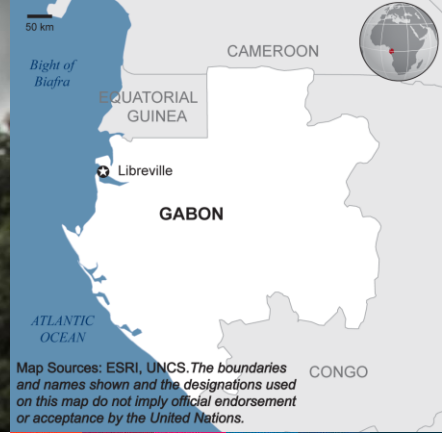 50 km
CAMEROON
Bight of
Biafra
EQUATORIAL
GUINEA
Libreville
GABON
ATLANTIC
OCEAN
CONGO
Map Sources: ESRI, UNCS.The boundaries
and names shown and the designations used
on this map do not imply official endorsement
or acceptance by the United Nations.